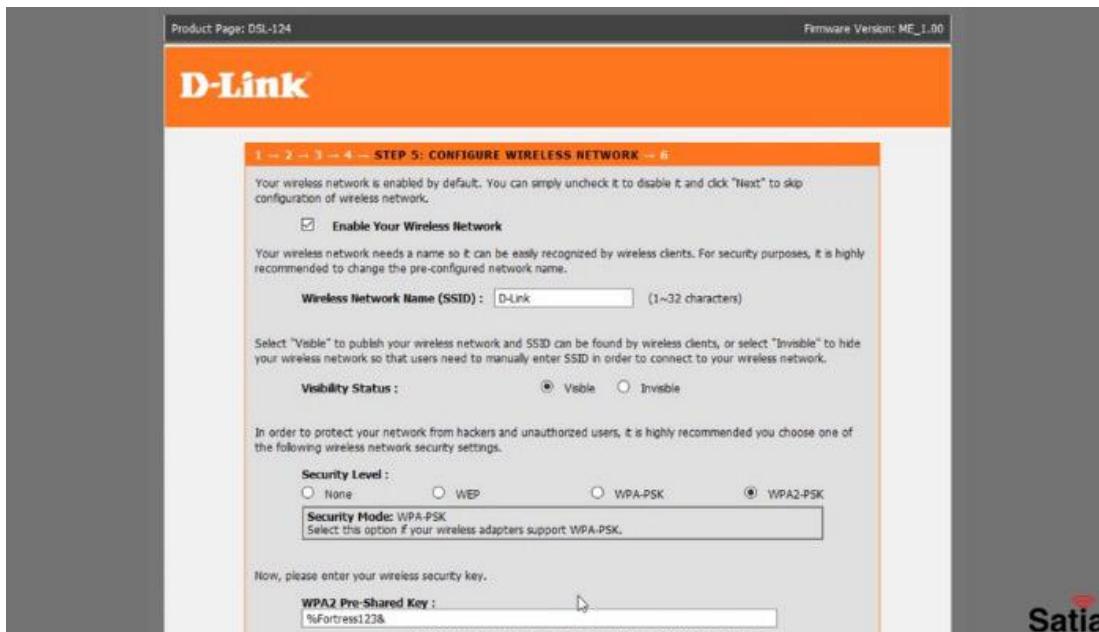 Product Page: DSL-124 Firmware Version: ME_1.00
D-Link
1 → 2 → 3 → 4 → STEP 5: CONFIGURE WIRELESS NETWORK → 6
Your wireless network is enabled by default. You can simply uncheck it to disable it and click "Next" to skip
configuration of wireless network.
Enable Your Wireless Network
Your wireless network needs a name so it can be easily recognized by wireless clients. For security purposes, it is highly
recommended to change the pre-configured network name.
Wireless Network Name (SSID) : D-Link (1~32 characters)
Select "Visible" to publish your wireless network and SSID can be found by wireless clients, or select "Invisible" to hide
your wireless network so that users need to manually enter SSID in order to connect to your wireless network.
Visibility Status : Visible Invisible
In order to protect your network from hackers and unauthorized users, it is highly recommended you choose one of
the following wireless network security settings.
Security Level :
None WEP WPA-PSK WPA2-PSK
Security Mode: WPA-PSK
Select this option if your wireless adapters support WPA-PSK.
Now, please enter your wireless security key.
WPA2 Pre-Shared Key :
%Fortress123&
Satia